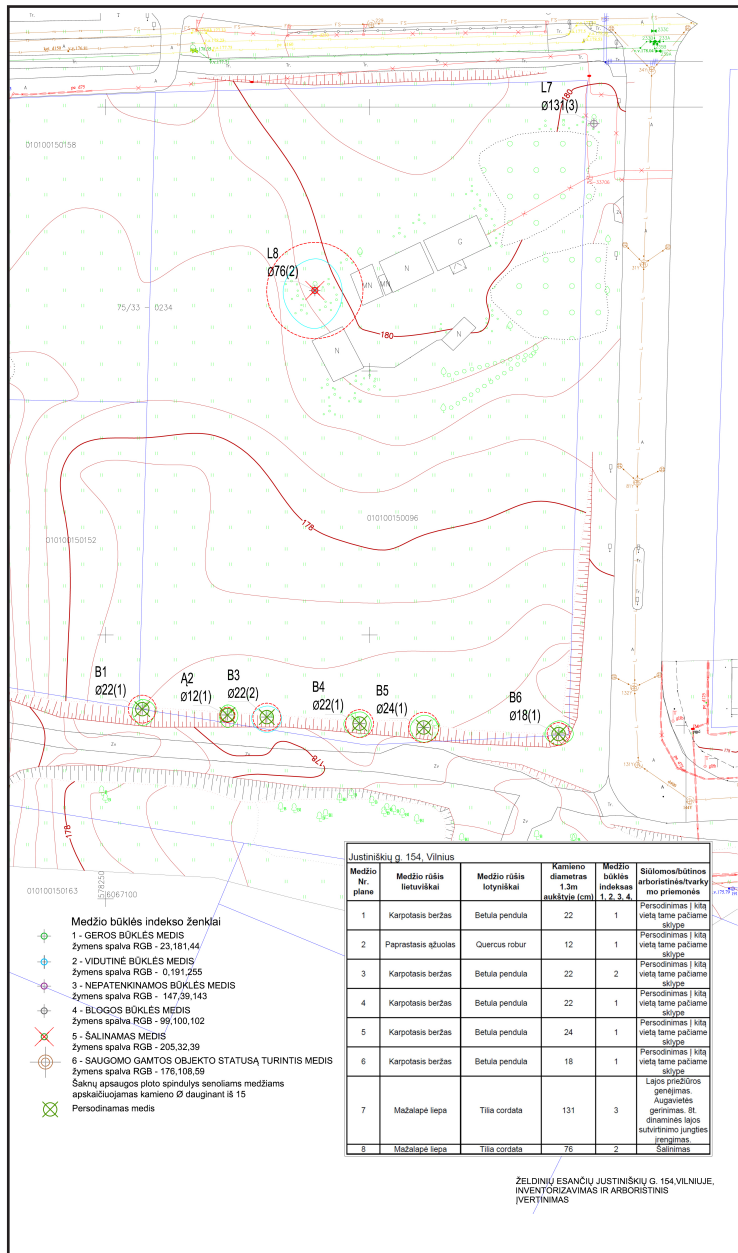 L7
Ø131(3)
180
010100150158
L8
Ø76(2)
G
N
MN
MN
75/33 - 0234
180
N
N
178
010100150096
010100150152
B1
Ø22(1)
Ą2
Ø12(1)
B3
Ø22(2)
B4
Ø22(1)
B5
Ø24(1)
B6
Ø18(1)
178
178
578250
6067100
010100150163
Justiniškių g. 154, Vilnius
Medžio Nr. plane
Medžio rūšis lietuviškai
Medžio rūšis lotyniškai
Kamieno diametras 1.3m aukštyje (cm)
Medžio būklės indeksas 1, 2, 3, 4,
Siūlomos/būtinos arboristinės/tvarkymo priemonės
1 Karpotasis beržas Betula pendula 22 1 Persodinimas į kitą vietą tame pačiame sklype
2 Paprastasis ąžuolas Quercus robur 12 1 Persodinimas į kitą vietą tame pačiame sklype
3 Karpotasis beržas Betula pendula 22 2 Persodinimas į kitą vietą tame pačiame sklype
4 Karpotasis beržas Betula pendula 22 1 Persodinimas į kitą vietą tame pačiame sklype
5 Karpotasis beržas Betula pendula 24 1 Persodinimas į kitą vietą tame pačiame sklype
6 Karpotasis beržas Betula pendula 18 1 Persodinimas į kitą vietą tame pačiame sklype
7 Mažalapė liepa Tilia cordata 131 3 Lajos priežiūros genėjimas. Augavietės gerinimas. 8t. dinaminės lajos sutvirtinimo jungties įrengimas.
8 Mažalapė liepa Tilia cordata 76 2 Šalinimas
Medžio būklės indekso ženklai
1 - GEROS BŪKLĖS MEDIS
žymens spalva RGB - 23,181,44
2 - VIDUTINĖ BŪKLĖS MEDIS
žymens spalva RGB - 0,191,255
3 - NEPATENKINAMOS BŪKLĖS MEDIS
žymens spalva RGB - 147,39,143
4 - BLOGOS BŪKLĖS MEDIS
žymens spalva RGB - 99,100,102
5 - ŠALINAMAS MEDIS
žymens spalva RGB - 205,32,39
6 - SAUGOMO GAMTOS OBJEKTO STATUSĄ TURINTIS MEDIS
žymens spalva RGB - 176,108,59
Šaknų apsaugos ploto spindulys senoliams medžiams
apskaičiuojamas kamieno Ø dauginant iš 15
Persodinamas medis
ŽELDINIŲ ESANČIŲ JUSTINIŠKIŲ G. 154,VILNIUJE,
INVENTORIZAVIMAS IR ARBORISTINIS
ĮVERTINIMAS